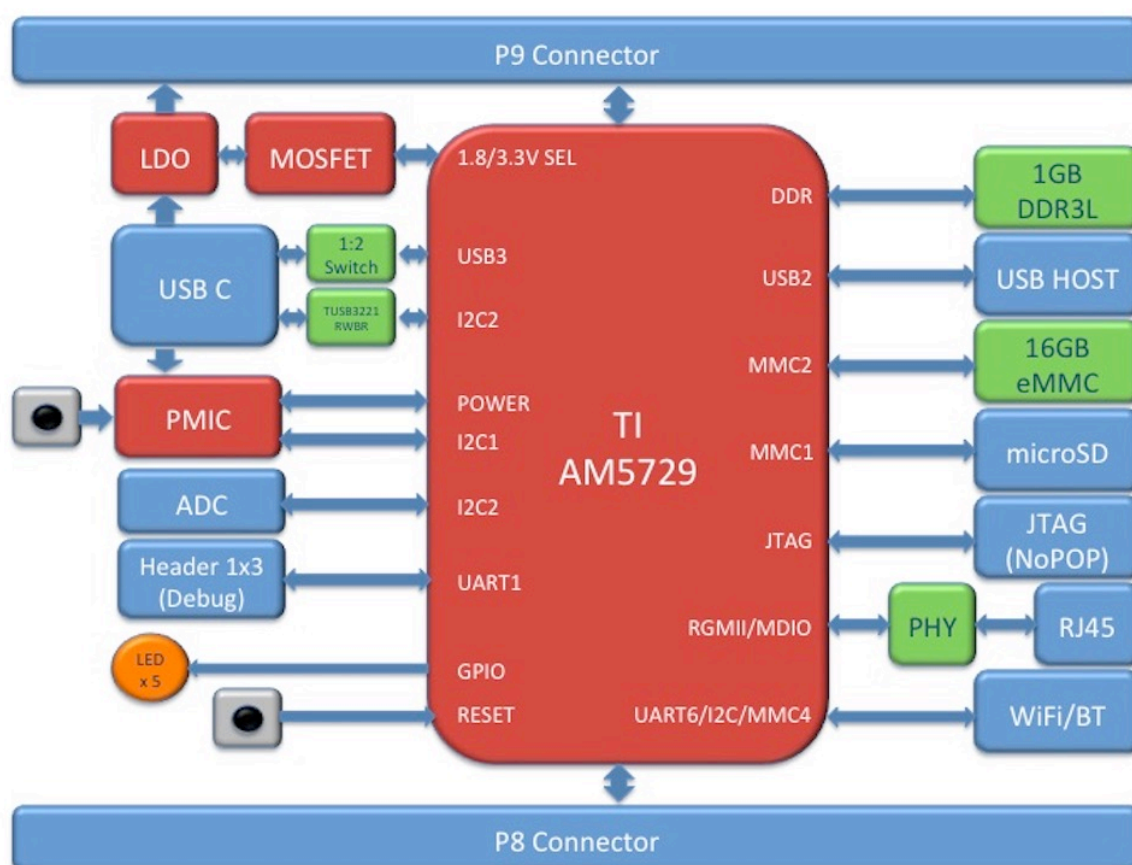 P9 Connector
LDO
MOSFET
1.8/3.3V SEL
DDR
1GB
DDR3L
USB C
1:2
Switch
USB3
USB2
USB HOST
TUSB3221
RWBR
I2C2
MMC2
16GB
eMMC
PMIC
POWER
I2C1
TI
AM5729
MMC1
microSD
ADC
I2C2
JTAG
JTAG
(NoPOP)
Header 1x3
(Debug)
UART1
RGMII/MDIO
PHY
RJ45
LED
x 5
GPIO
RESET
UART6/I2C/MMC4
WiFi/BT
P8 Connector